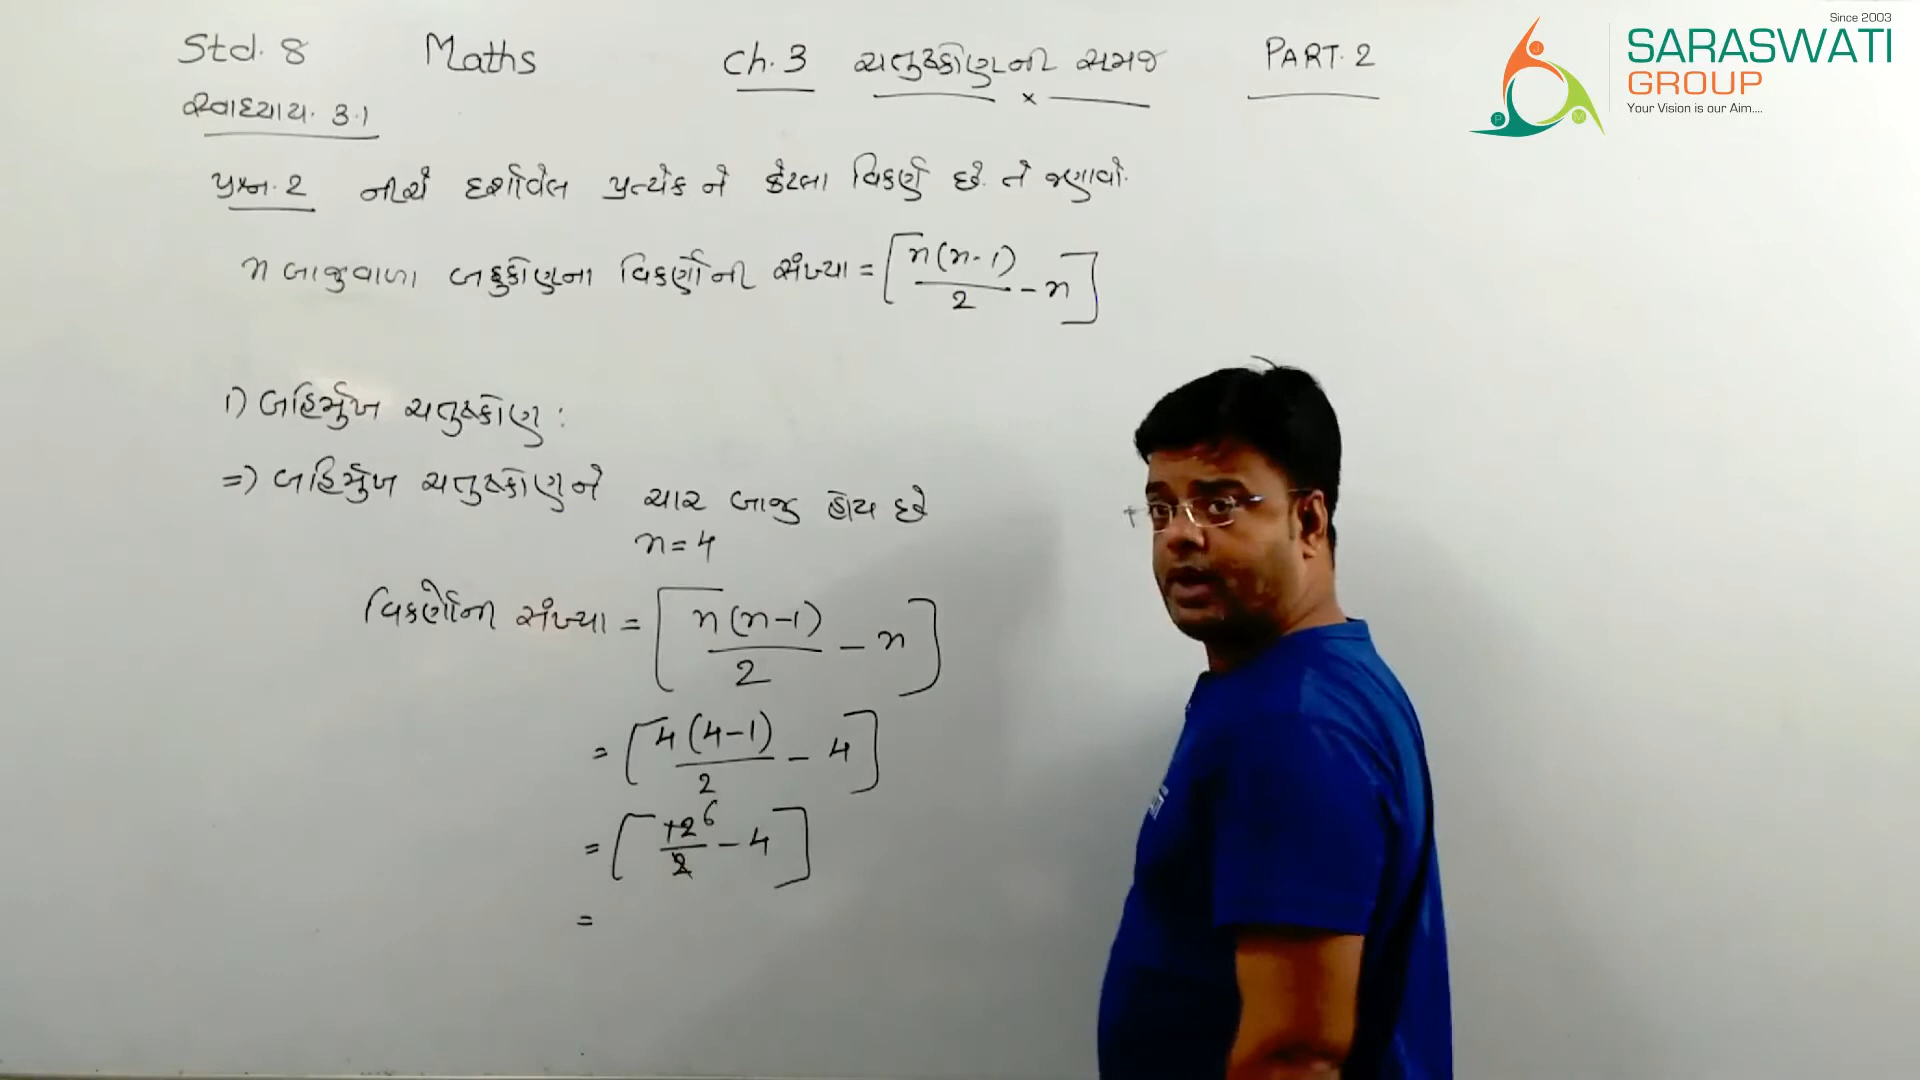 Std. 8 Maths Ch. 3 ચતુષ્કોણની સમજ PART. 2
સ્વાધ્યાય. 3.1
પ્રશ્ન. 2 નીચે દર્શાવેલ પ્રત્યેક ને કેટલા વિકર્ણ છે. તે જણાવો.
n બાજુવાળા બહુકોણના વિકર્ણોની સંખ્યા = [n(n-1)/2 - n]
1) બહિર્મુખ ચતુષ્કોણ :
=) બહિર્મુખ ચતુષ્કોણને ચાર બાજુ હોય છે
n = 4
વિકર્ણોની સંખ્યા = [n(n-1)/2 - n]
= [4(4-1)/2 - 4]
= [12 6/2 - 4]
=
Since 2003
SARASWATI
GROUP
Your Vision is our Aim....
J
P
M